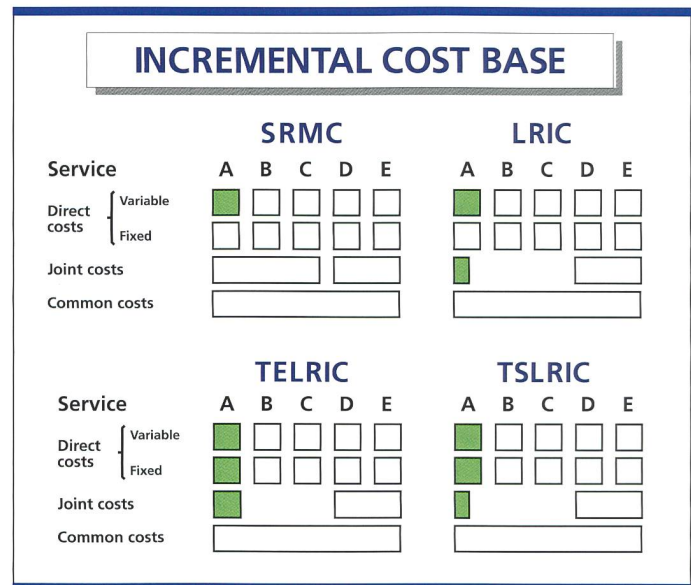 INCREMENTAL COST BASE
SRMC LRIC
Service A B C D E A B C D E
Direct costs Variable
Fixed
Joint costs
Common costs
TELRIC TSLRIC
Service A B C D E A B C D E
Direct costs Variable
Fixed
Joint costs
Common costs